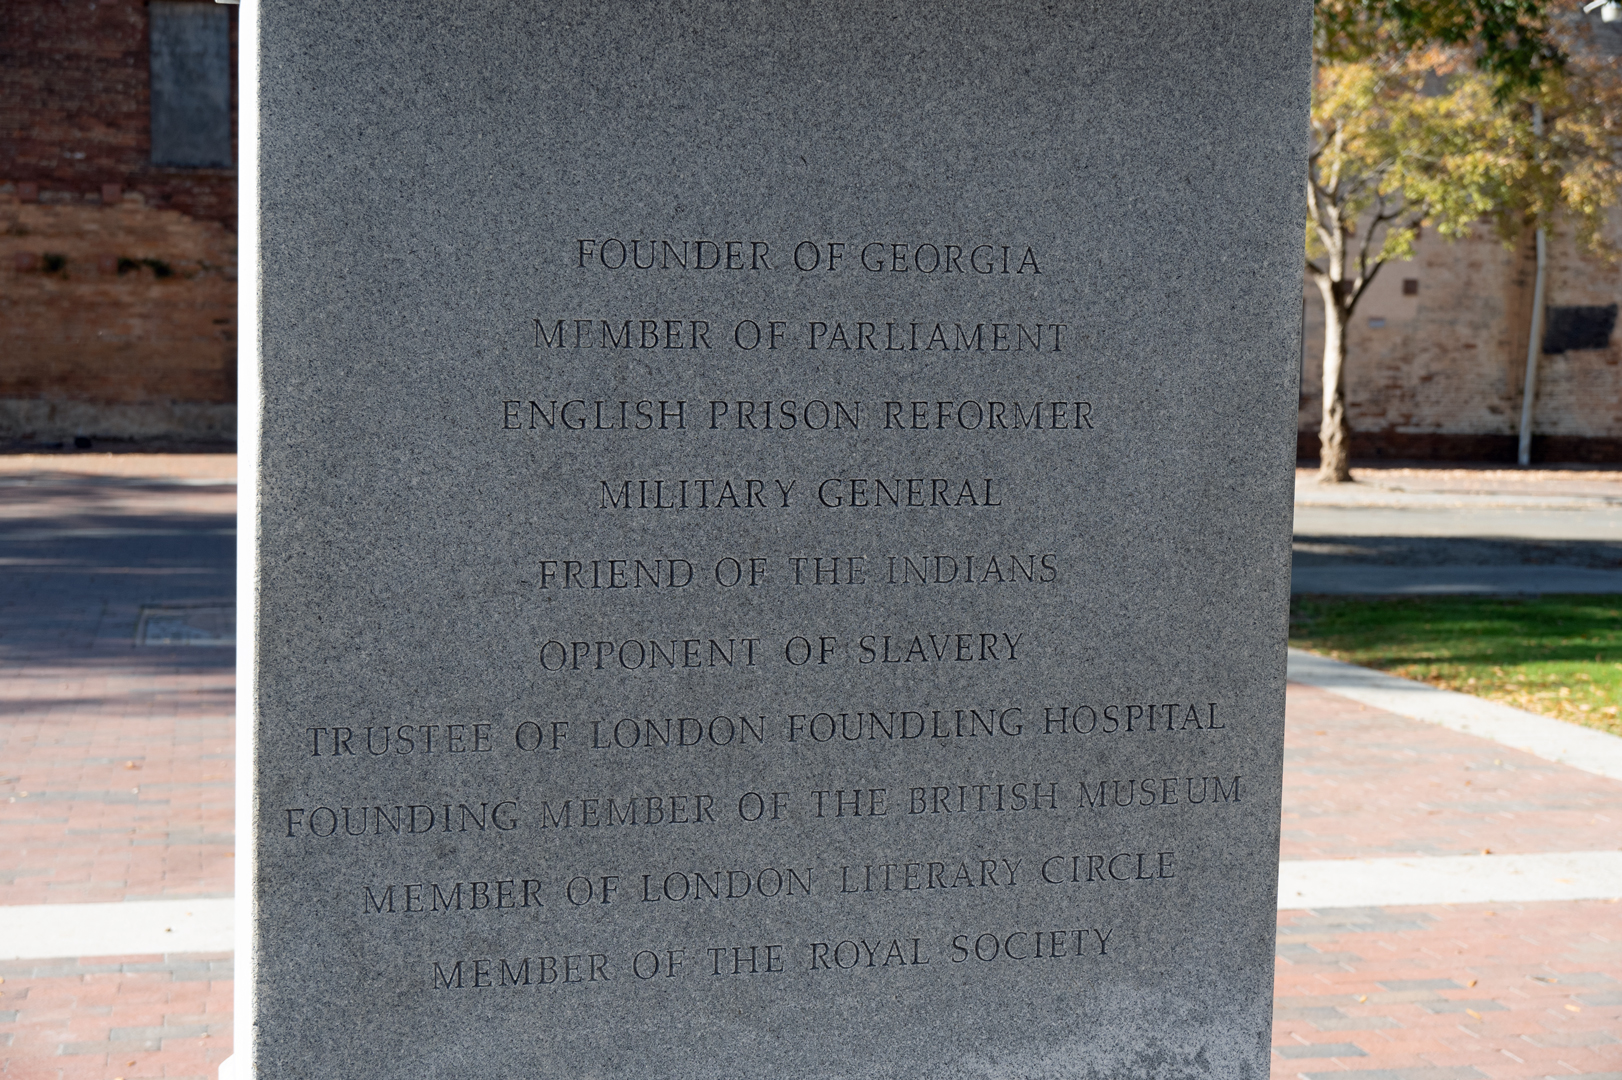 FOUNDER OF GEORGIA
MEMBER OF PARLIAMENT
ENGLISH PRISON REFORMER
MILITARY GENERAL
FRIEND OF THE INDIANS
OPPONENT OF SLAVERY
TRUSTEE OF LONDON FOUNDLING HOSPITAL
FOUNDING MEMBER OF THE BRITISH MUSEUM
MEMBER OF LONDON LITERARY CIRCLE
MEMBER OF THE ROYAL SOCIETY